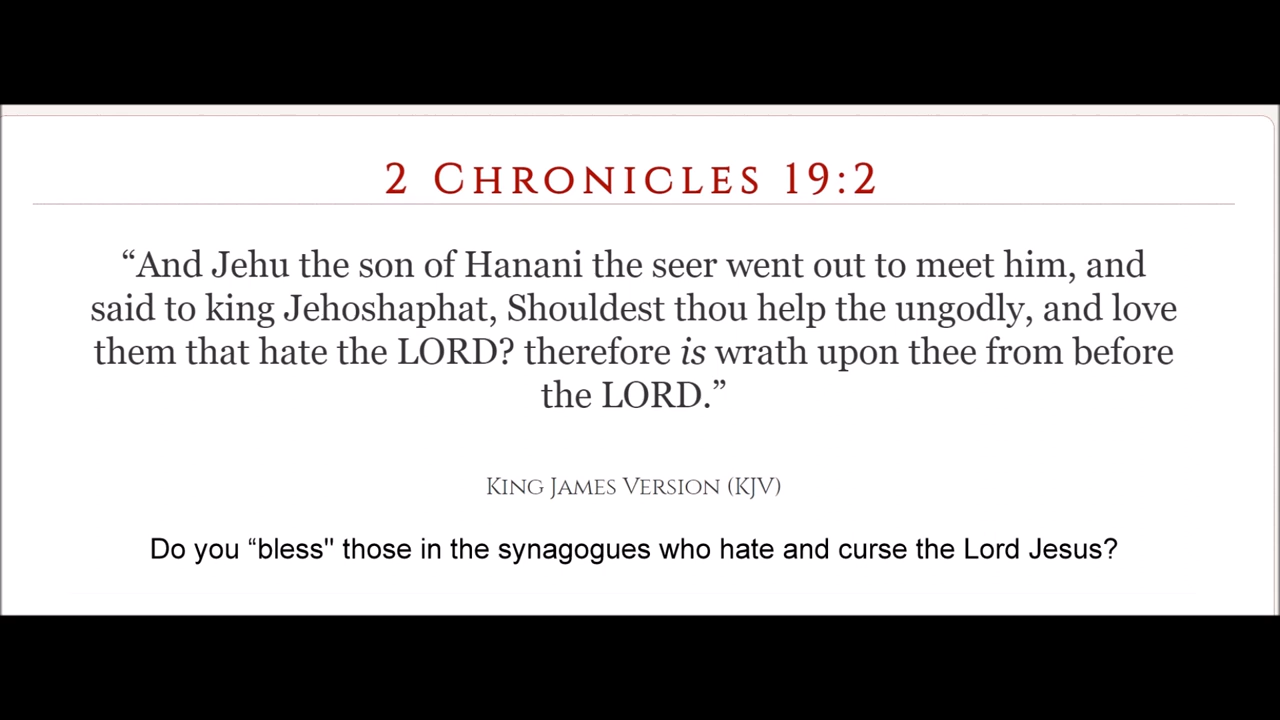 2 Chronicles 19:2
“And Jehu the son of Hanani the seer went out to meet him, and
said to king Jehoshaphat, Shouldest thou help the ungodly, and love
them that hate the LORD? therefore is wrath upon thee from before
the LORD.”
King James Version (KJV)
Do you “bless" those in the synagogues who hate and curse the Lord Jesus?